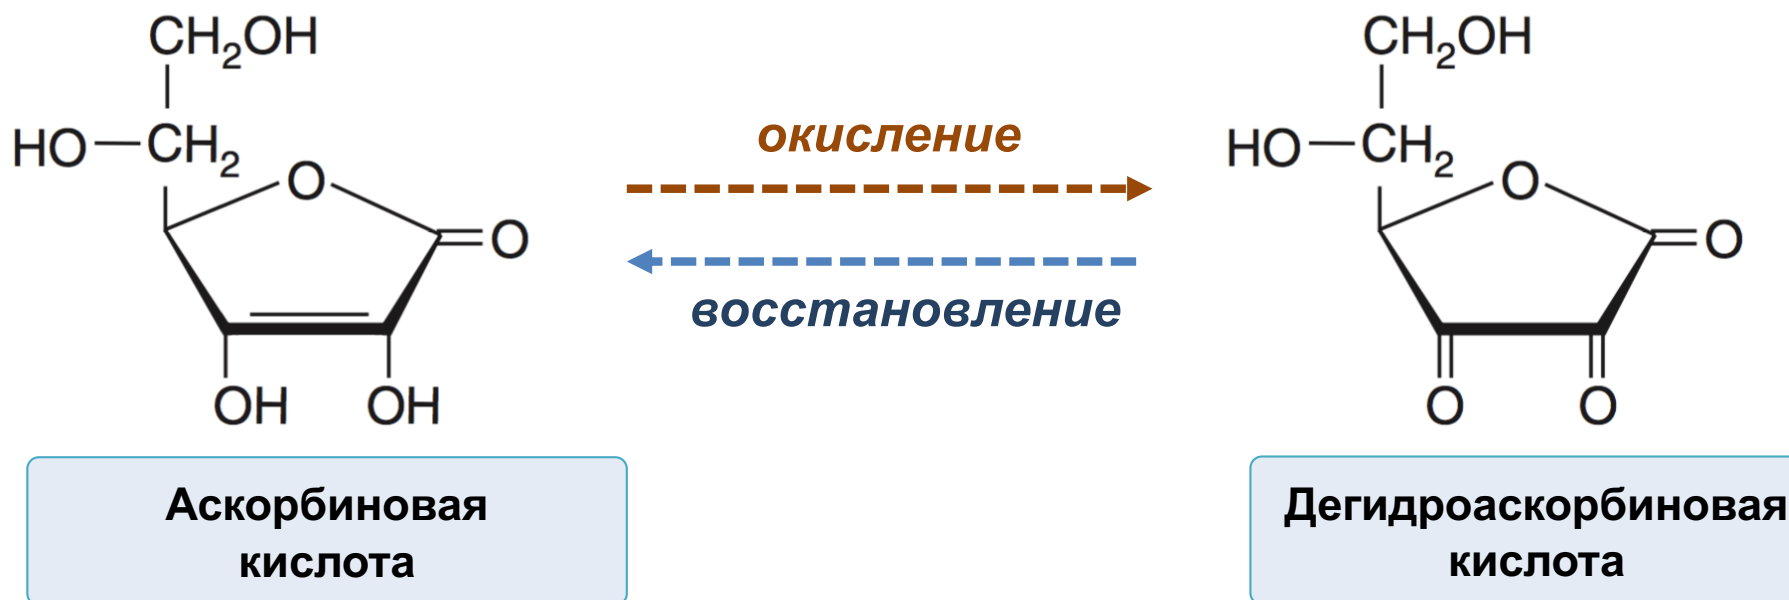 CH₂OH
HO—CH₂
O
O
OH OH
окисление
восстановление
CH₂OH
HO—CH₂
O
O
O O
Аскорбиновая
кислота
Дегидроаскорбиновая
кислота